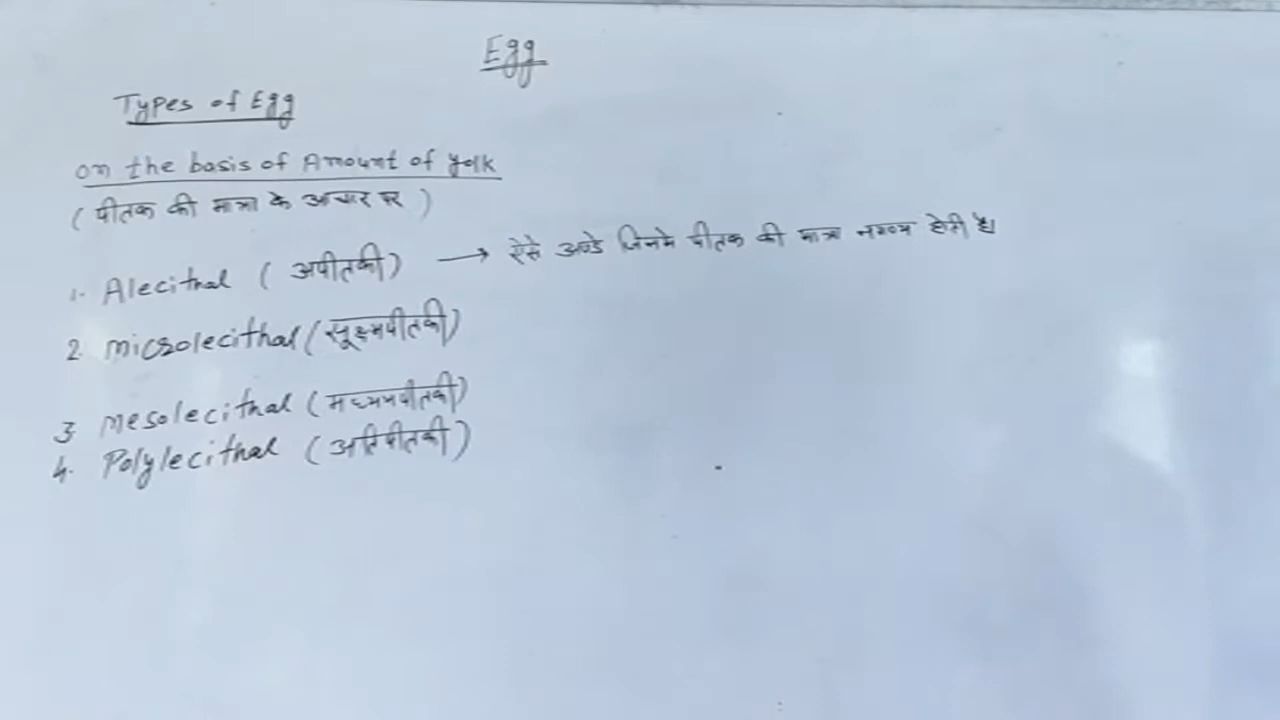 Egg
Types of Egg
on the basis of Amount of yolk
( पीतक की मात्रा के आधार पर )
1. Alecithal ( अपीतकी ) → ऐसे अण्डे जिनमे पीतक की मात्रा नगण्य होती है।
2. Microlecithal ( सूक्ष्मपीतकी )
3 Mesolecithal ( मध्यमपीतकी )
4. Polylecithal ( अतिपीतकी )